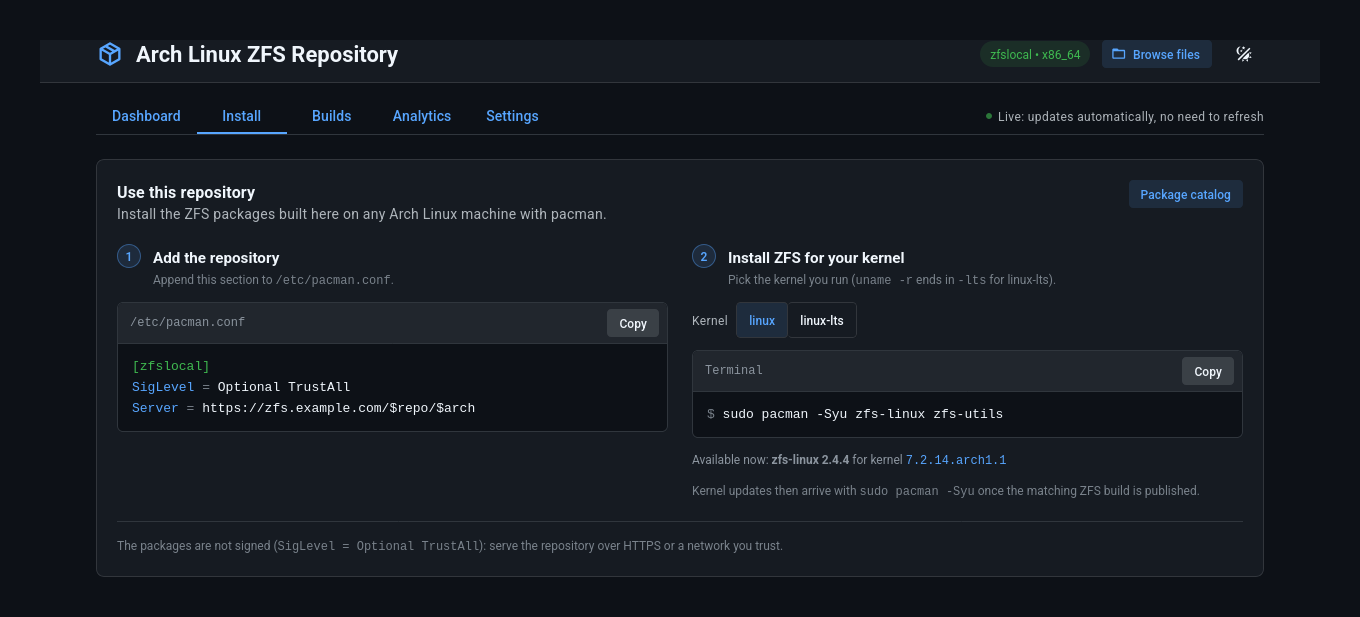 Arch Linux ZFS Repository
zfslocal • x86_64
Browse files
Dashboard
Install
Builds
Analytics
Settings
Live: updates automatically, no need to refresh
Use this repository
Install the ZFS packages built here on any Arch Linux machine with pacman.
Package catalog
1
Add the repository
Append this section to /etc/pacman.conf.
/etc/pacman.conf
Copy
[zfslocal]
SigLevel = Optional TrustAll
Server = https://zfs.example.com/$repo/$arch
2
Install ZFS for your kernel
Pick the kernel you run (uname -r ends in -lts for linux-lts).
Kernel
linux
linux-lts
Terminal
Copy
$ sudo pacman -Syu zfs-linux zfs-utils
Available now: zfs-linux 2.4.4 for kernel 7.2.14.arch1.1
Kernel updates then arrive with sudo pacman -Syu once the matching ZFS build is published.
The packages are not signed (SigLevel = Optional TrustAll): serve the repository over HTTPS or a network you trust.